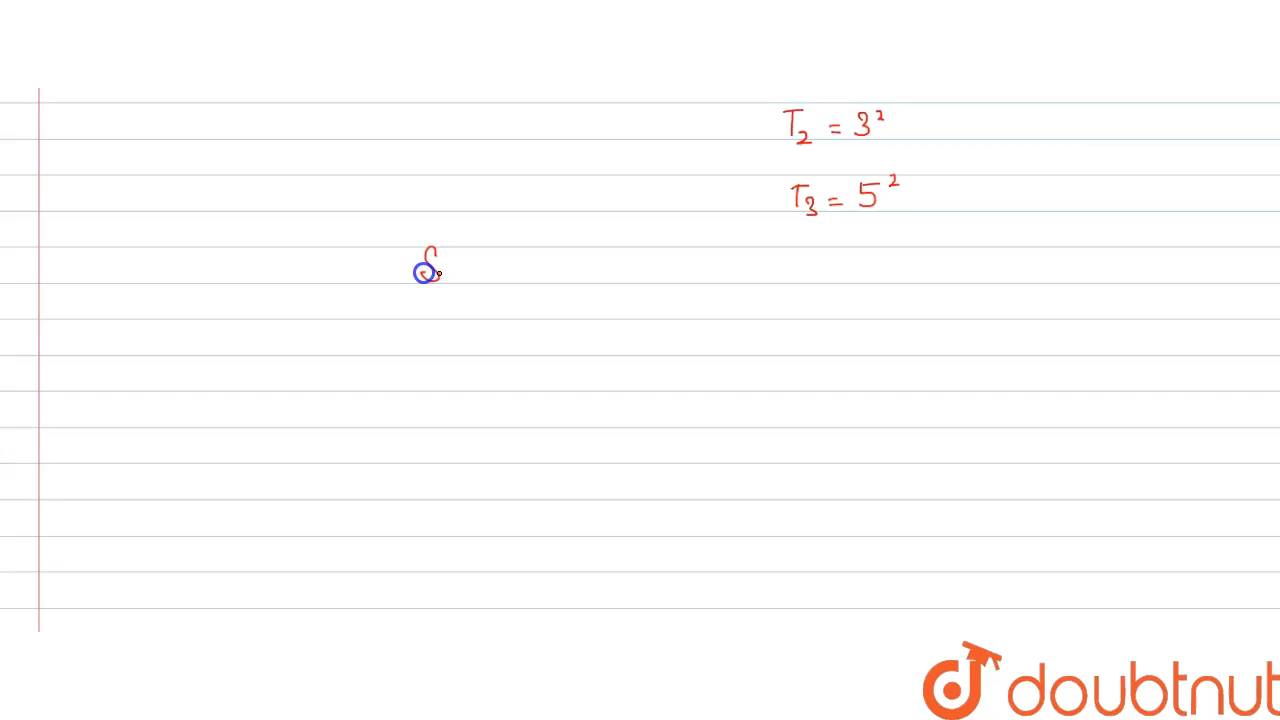 T₂ = 3²
T₃ = 5²
S
doubtnut